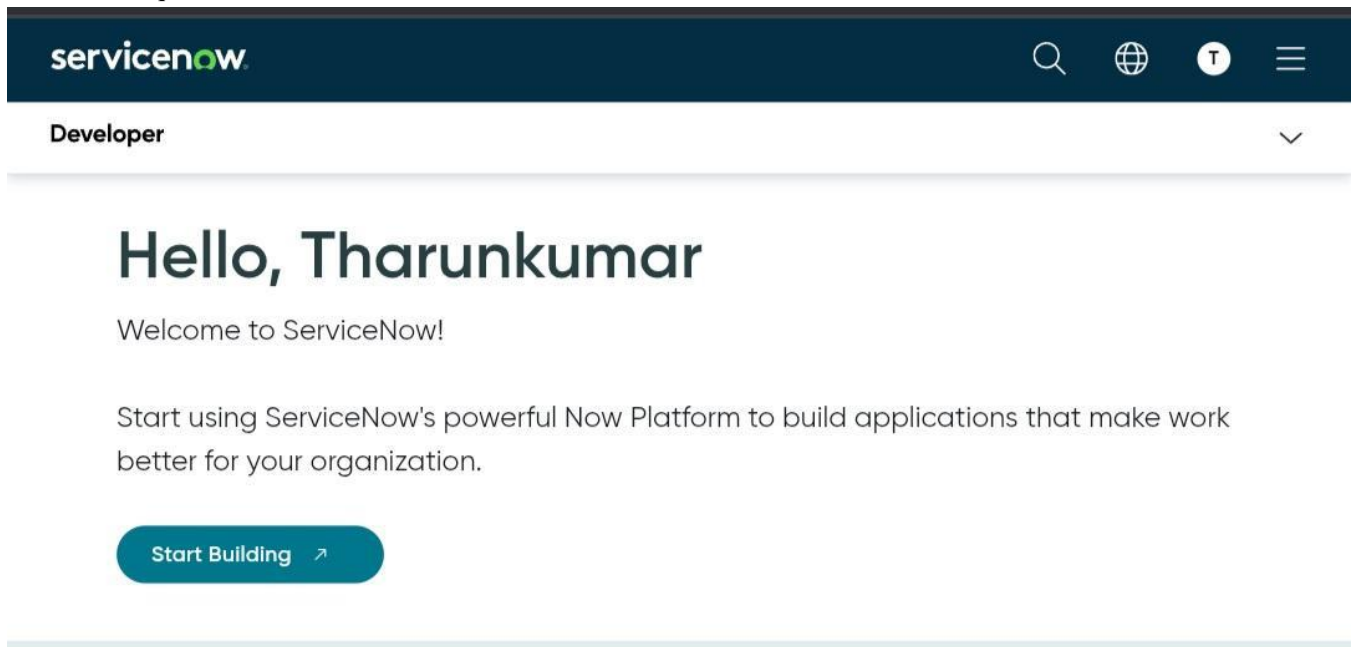 servicenow.
T
Developer
Hello, Tharunkumar
Welcome to ServiceNow!
Start using ServiceNow's powerful Now Platform to build applications that make work
better for your organization.
Start Building